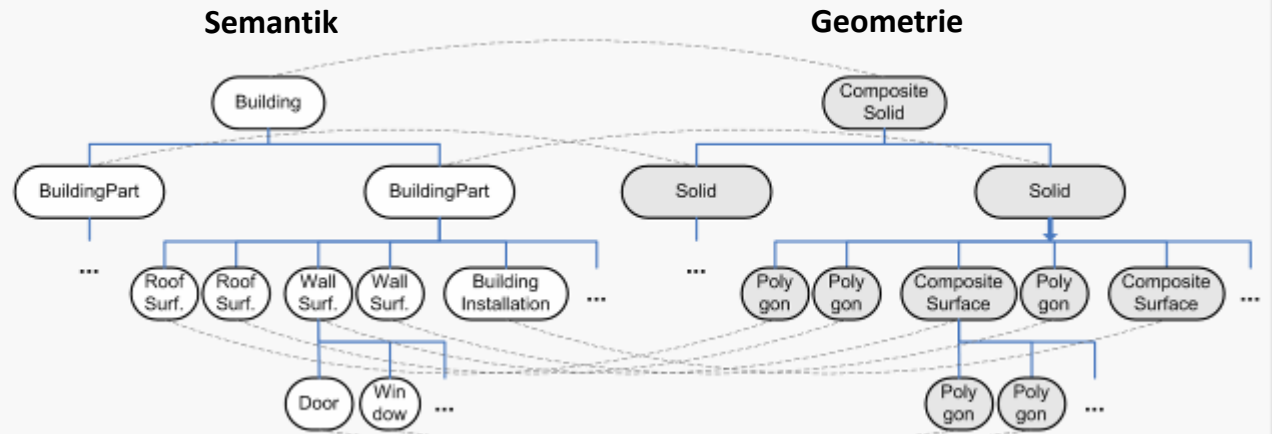 Semantik
Geometrie
Building
Composite
Solid
BuildingPart
BuildingPart
Solid
Solid
...
Roof
Surf.
Roof
Surf.
Wall
Surf.
Wall
Surf.
Building
Installation
...
...
Poly
gon
Poly
gon
Composite
Surface
Poly
gon
Composite
Surface
...
Door
Win
dow
...
Poly
gon
Poly
gon
...